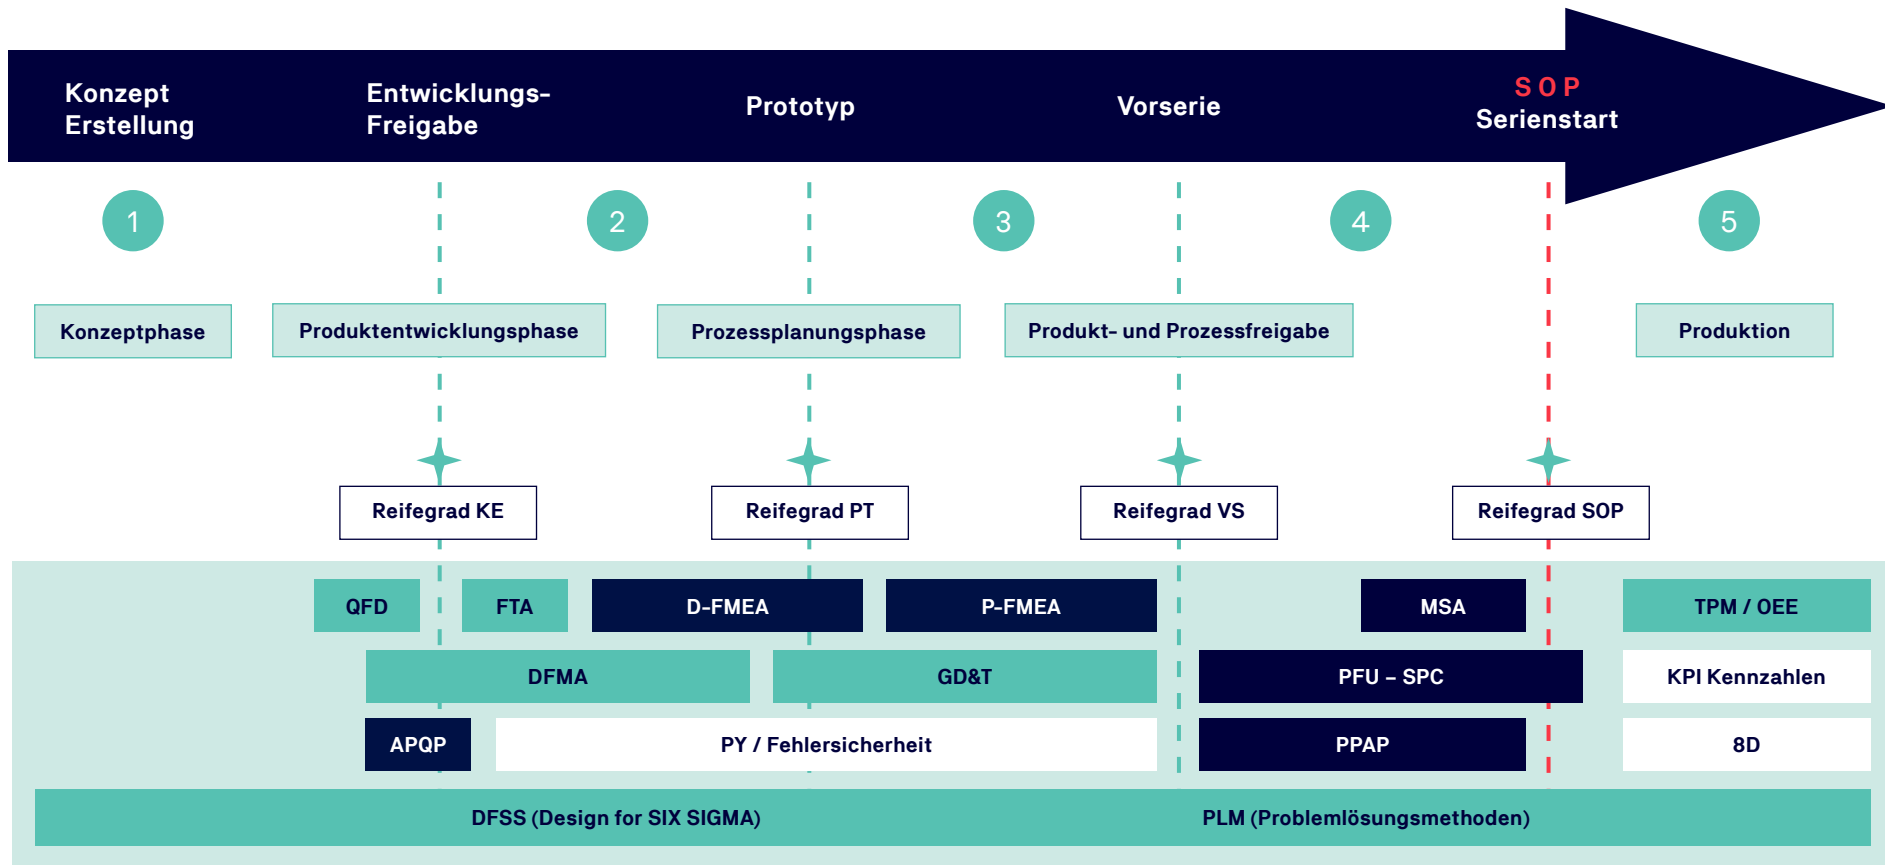 Konzept
Erstellung
Entwicklungs-
Freigabe
Prototyp
Vorserie
SOP
Serienstart
1
2
3
4
5
Konzeptphase
Produktentwicklungsphase
Prozessplanungsphase
Produkt- und Prozessfreigabe
Produktion
Reifegrad KE
Reifegrad PT
Reifegrad VS
Reifegrad SOP
QFD
FTA
D-FMEA
P-FMEA
MSA
TPM / OEE
DFMA
GD&T
PFU – SPC
KPI Kennzahlen
APQP
PY / Fehlersicherheit
PPAP
8D
DFSS (Design for SIX SIGMA)
PLM (Problemlösungsmethoden)